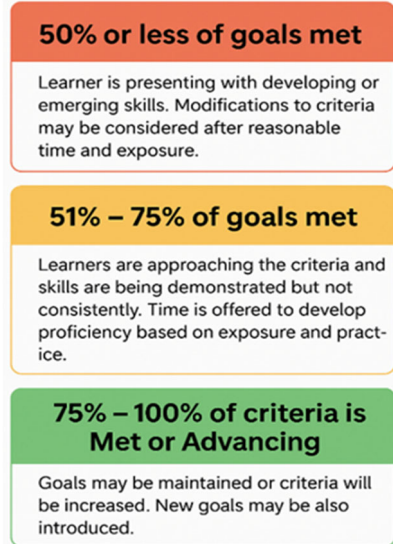 50% or less of goals met
Learner is presenting with developing or
emerging skills. Modifications to criteria
may be considered after reasonable
time and exposure.
51% – 75% of goals met
Learners are approaching the criteria and
skills are being demonstrated but not
consistently. Time is offered to develop
proficiency based on exposure and pract-
ice.
75% – 100% of criteria is
Met or Advancing
Goals may be maintained or criteria will
be increased. New goals may be also
introduced.